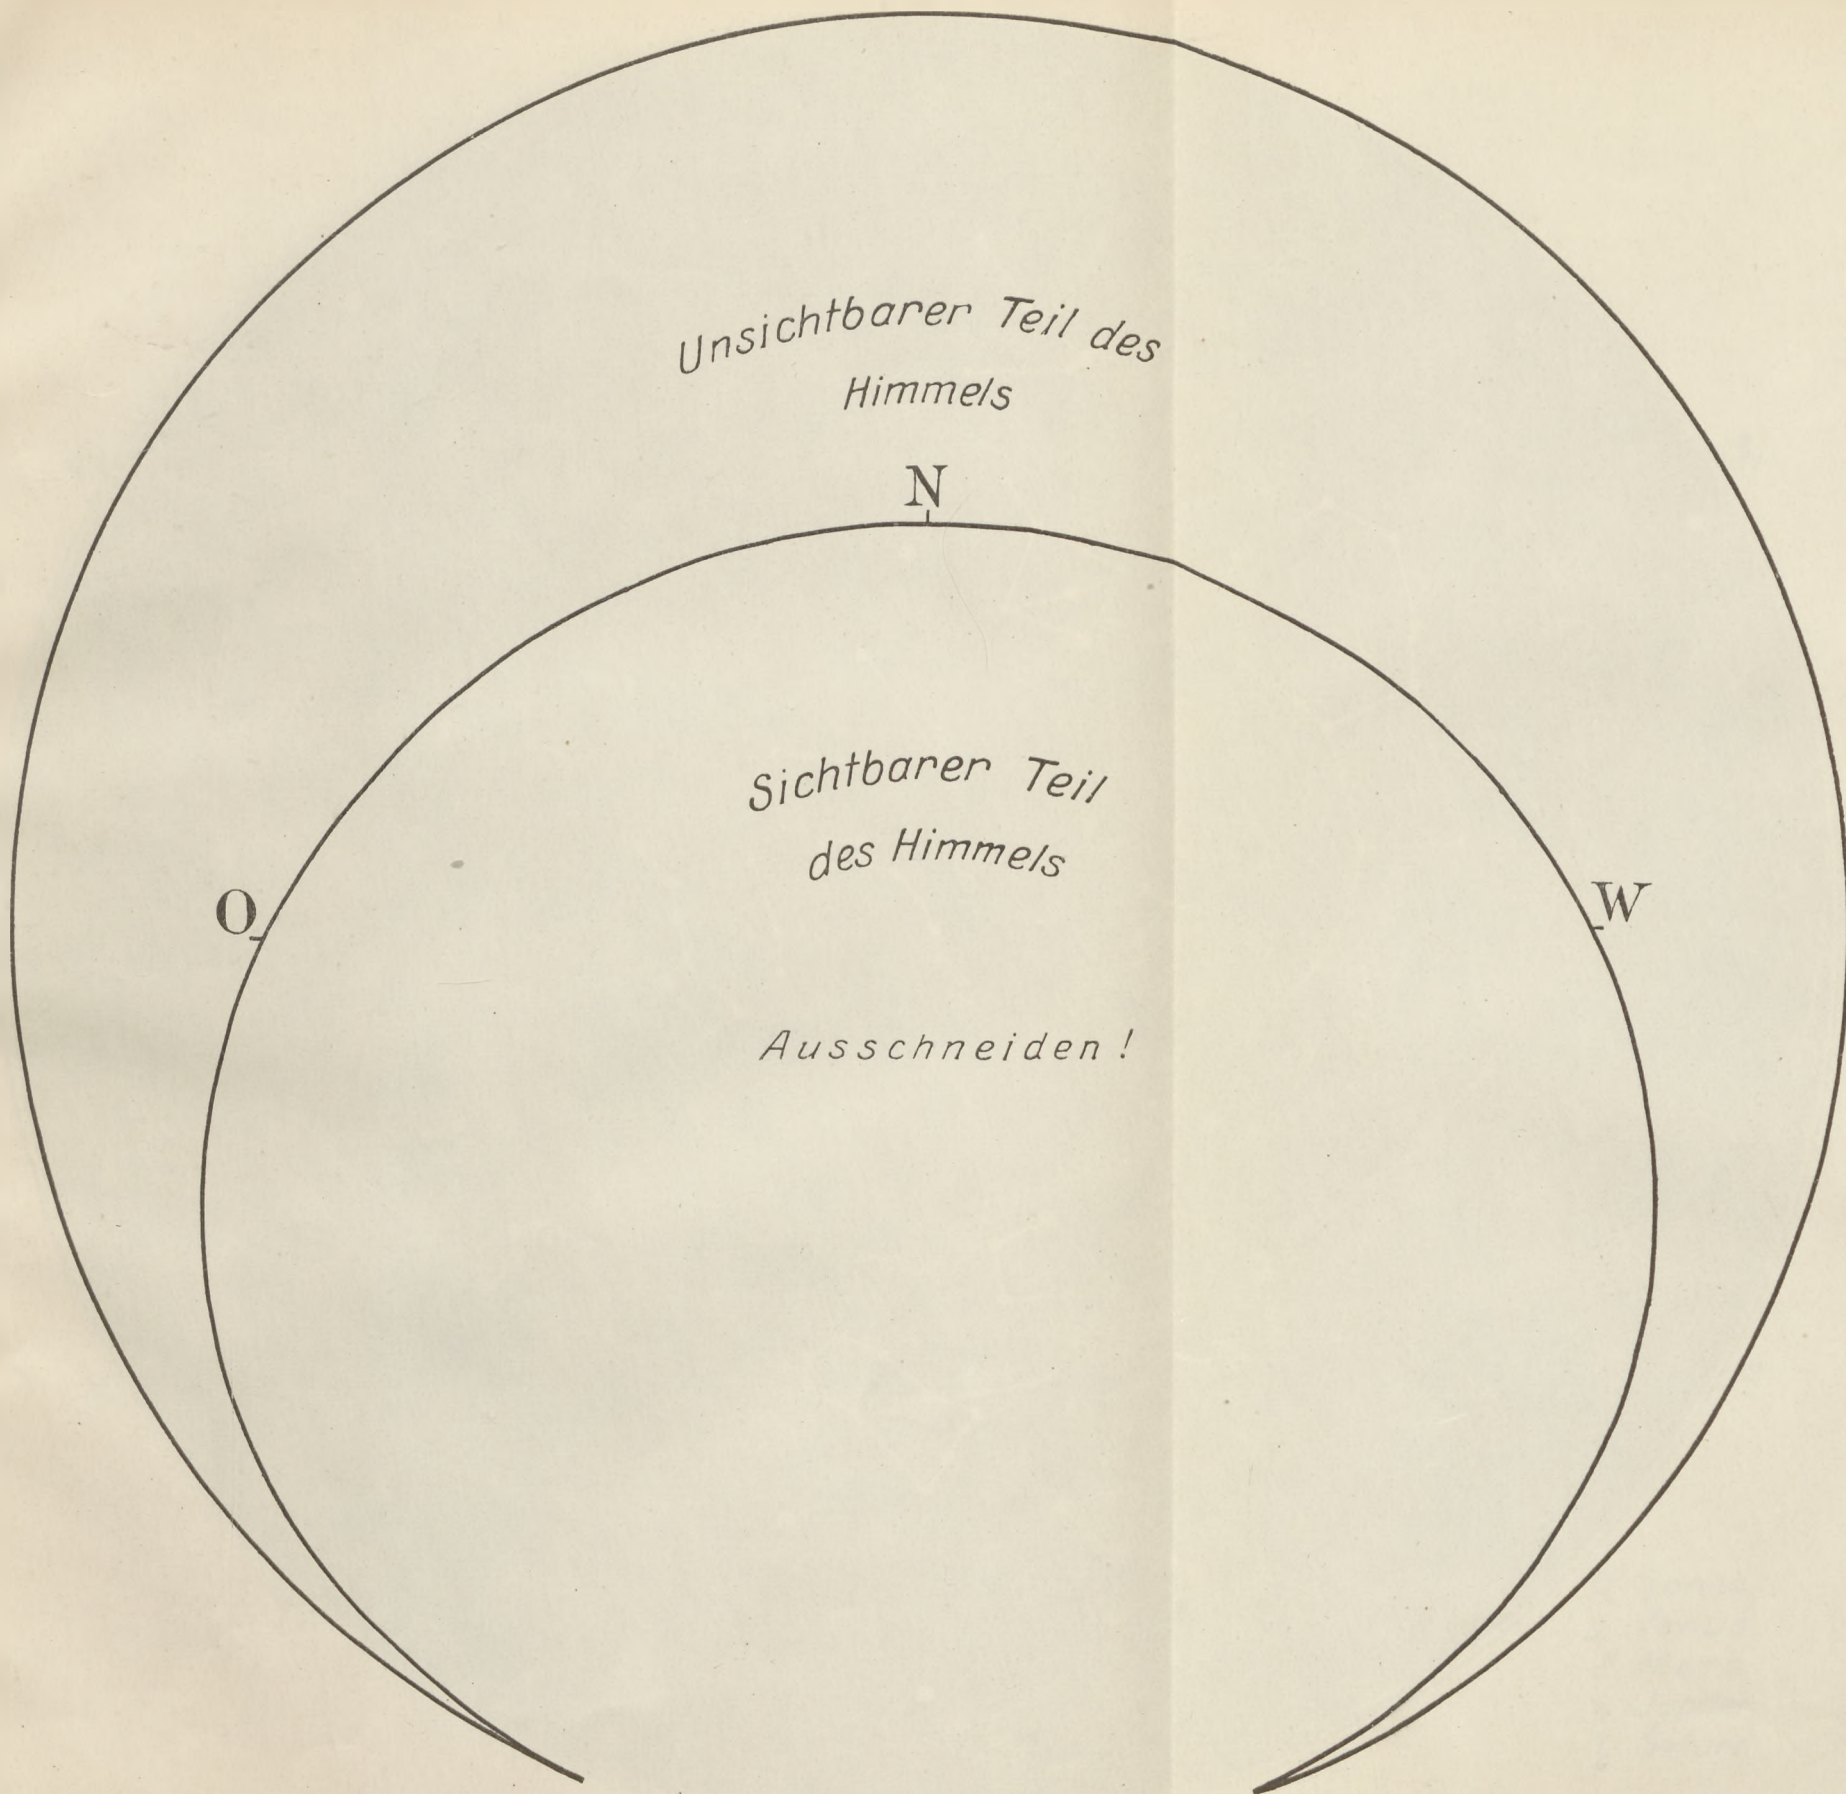 Unsichtbarer Teil des
Himmels
N
Sichtbarer Teil
des Himmels
O
W
Ausschneiden!